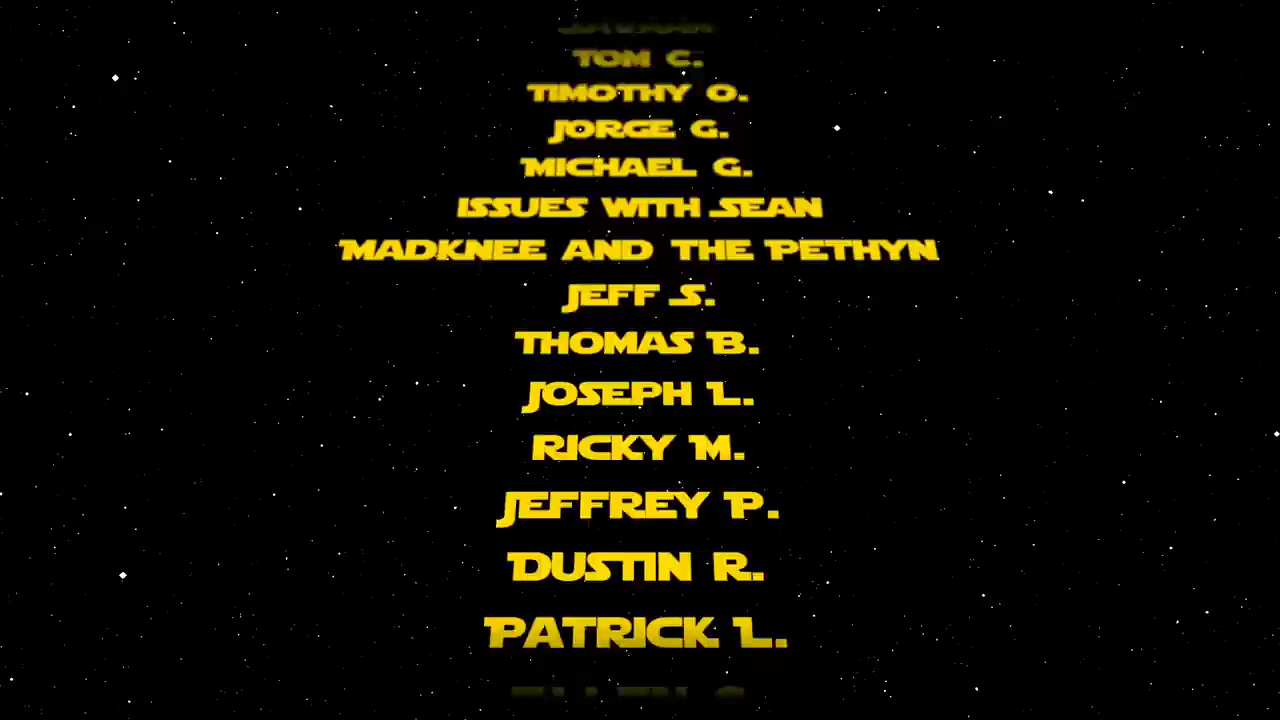 Tom C.
Timothy O.
Jorge G.
Michael G.
Issues with Sean
Madknee and the Pethyn
Jeff S.
Thomas B.
Joseph L.
Ricky M.
Jeffrey P.
Dustin R.
Patrick L.